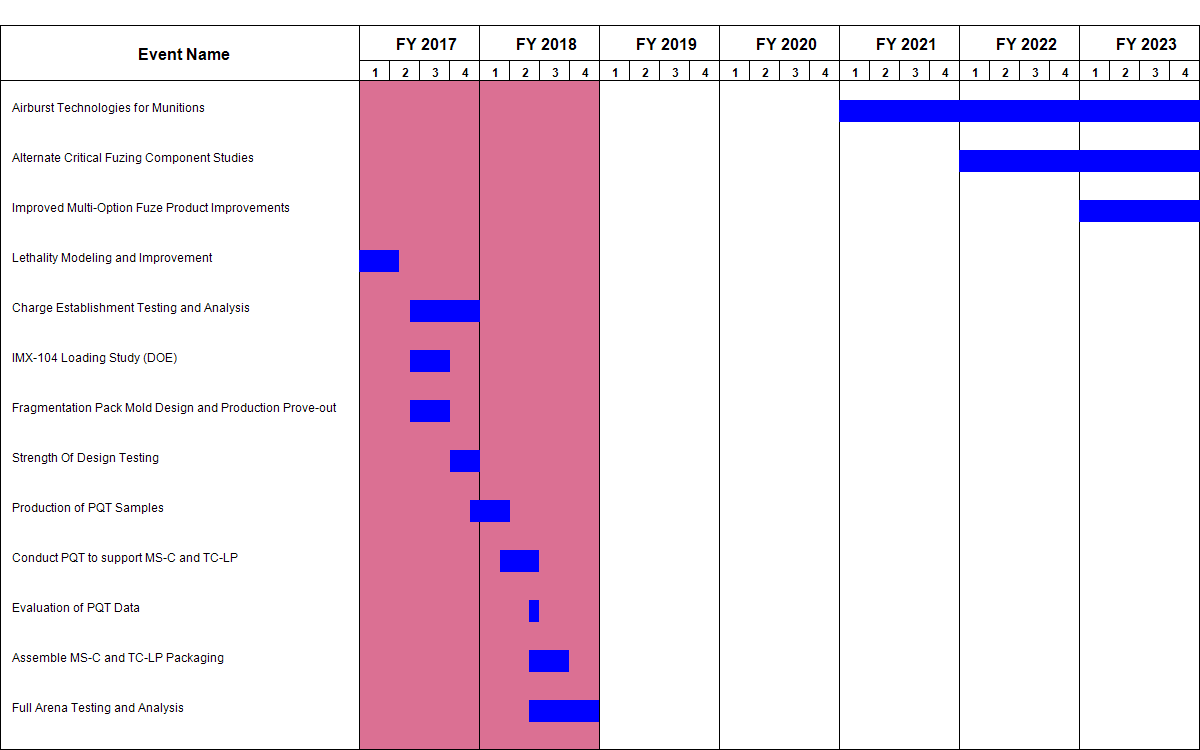 Event Name
FY 2017 FY 2018 FY 2019 FY 2020 FY 2021 FY 2022 FY 2023
1 2 3 4 1 2 3 4 1 2 3 4 1 2 3 4 1 2 3 4 1 2 3 4 1 2 3 4
Airburst Technologies for Munitions
Alternate Critical Fuzing Component Studies
Improved Multi-Option Fuze Product Improvements
Lethality Modeling and Improvement
Charge Establishment Testing and Analysis
IMX-104 Loading Study (DOE)
Fragmentation Pack Mold Design and Production Prove-out
Strength Of Design Testing
Production of PQT Samples
Conduct PQT to support MS-C and TC-LP
Evaluation of PQT Data
Assemble MS-C and TC-LP Packaging
Full Arena Testing and Analysis